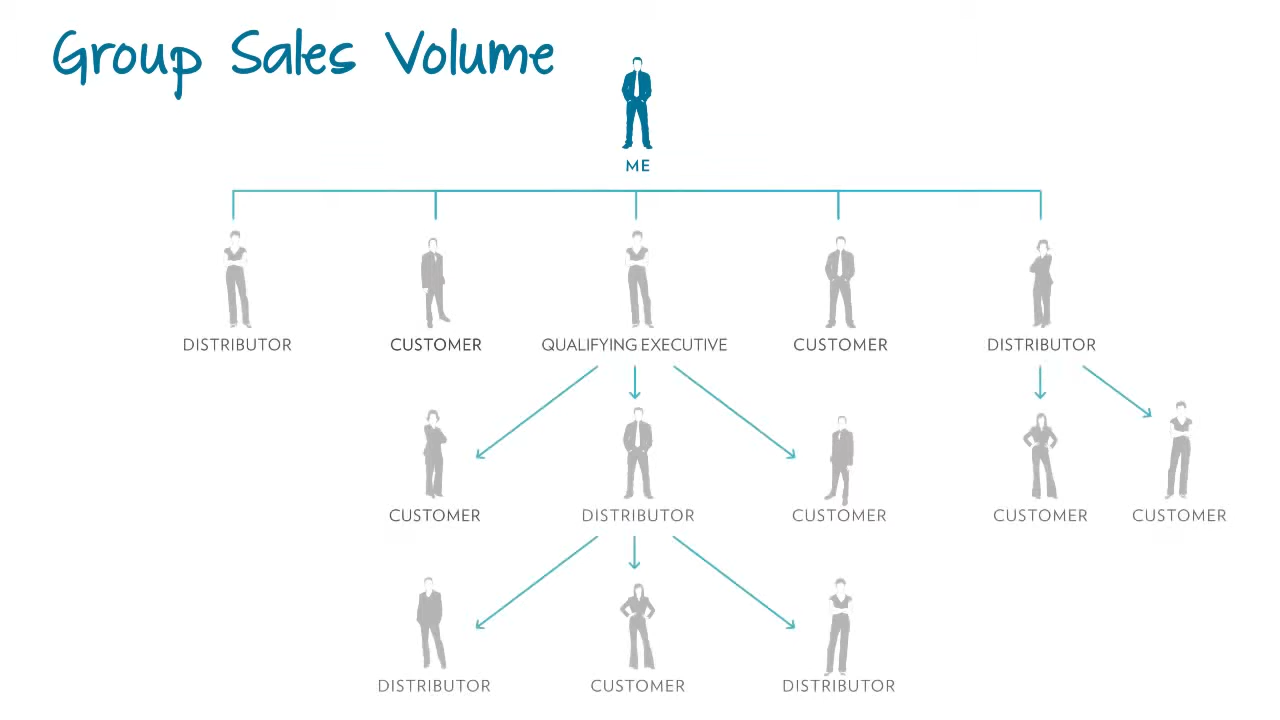 Group Sales Volume
ME
DISTRIBUTOR
CUSTOMER
QUALIFYING EXECUTIVE
CUSTOMER
DISTRIBUTOR
CUSTOMER
DISTRIBUTOR
CUSTOMER
CUSTOMER
CUSTOMER
DISTRIBUTOR
CUSTOMER
DISTRIBUTOR